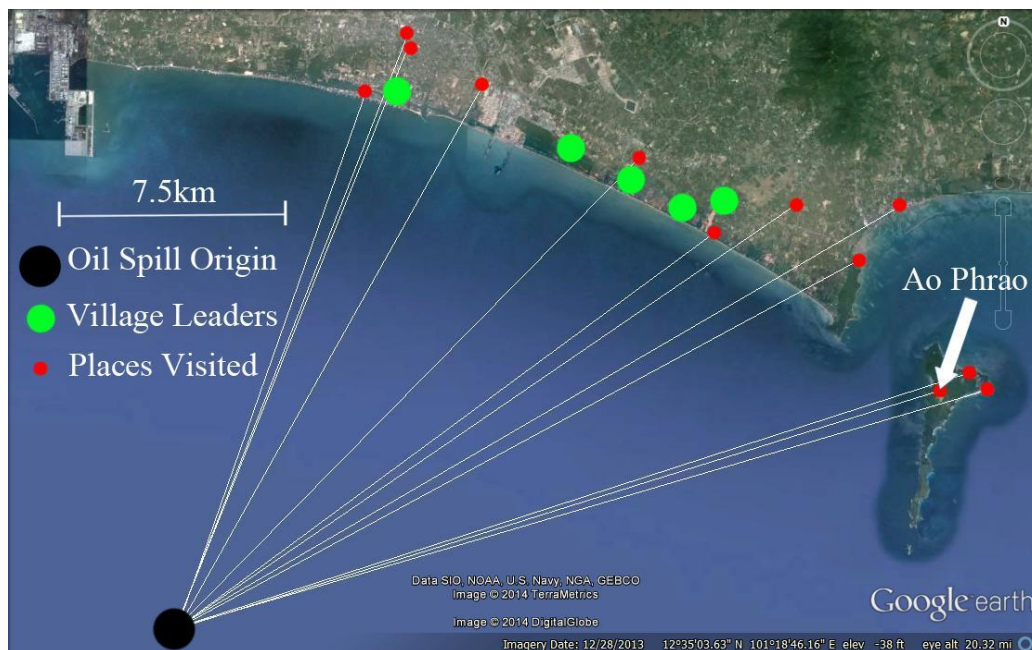 N
7.5km
Oil Spill Origin
Village Leaders
Places Visited
Ao Phrao
Data SIO, NOAA, U.S. Navy, NGA, GEBCO
Image © 2014 TerraMetrics
Image © 2014 DigitalGlobe
Google earth
Imagery Date: 12/28/2013 12°35'03.63" N 101°18'46.16" E elev -38 ft eye alt 20.32 mi